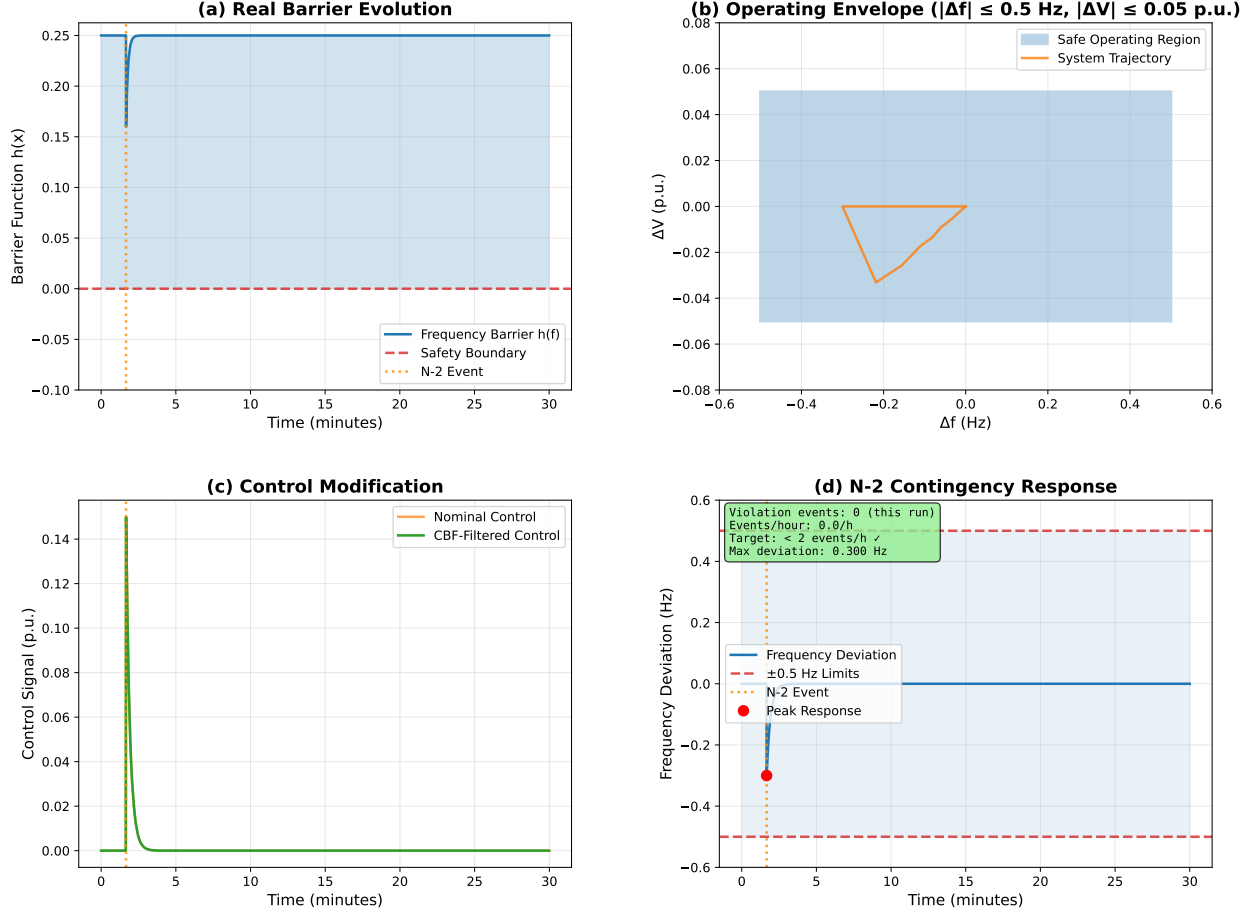 (a) Real Barrier Evolution
Barrier Function h(x)
0.25
0.20
0.15
0.10
0.05
0.00
−0.05
−0.10
0
5
10
15
20
25
30
Time (minutes)
Frequency Barrier h(f)
Safety Boundary
N-2 Event
(b) Operating Envelope (|Δf| ≤ 0.5 Hz, |ΔV| ≤ 0.05 p.u.)
ΔV (p.u.)
0.08
0.06
0.04
0.02
0.00
−0.02
−0.04
−0.06
−0.08
−0.6
−0.4
−0.2
0.0
0.2
0.4
0.6
Δf (Hz)
Safe Operating Region
System Trajectory
(c) Control Modification
Control Signal (p.u.)
0.14
0.12
0.10
0.08
0.06
0.04
0.02
0.00
0
5
10
15
20
25
30
Time (minutes)
Nominal Control
CBF-Filtered Control
(d) N-2 Contingency Response
Frequency Deviation (Hz)
0.6
0.4
0.2
0.0
−0.2
−0.4
−0.6
0
5
10
15
20
25
30
Time (minutes)
Violation events: 0 (this run)
Events/hour: 0.0/h
Target: < 2 events/h ✓
Max deviation: 0.300 Hz
Frequency Deviation
±0.5 Hz Limits
N-2 Event
Peak Response